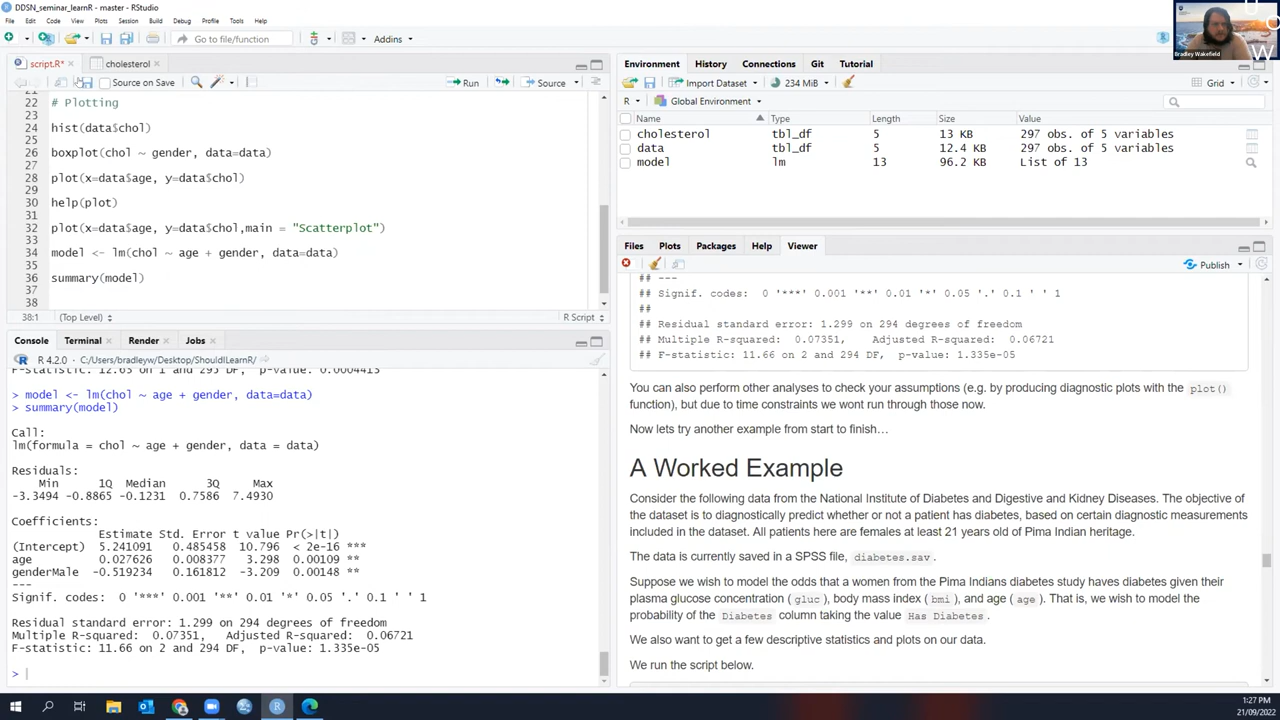 DDSN_seminar_learnR - master - RStudio
File Edit Code View Plots Session Build Debug Profile Tools Help
Go to file/function Addins
script.R* cholesterol
Source on Save Run Source
21
22 # Plotting
23
24 hist(data$chol)
25
26 boxplot(chol ~ gender, data=data)
27
28 plot(x=data$age, y=data$chol)
29
30 help(plot)
31
32 plot(x=data$age, y=data$chol,main = "Scatterplot")
33
34 model <- lm(chol ~ age + gender, data=data)
35
36 summary(model)
37
38
38:1 (Top Level) R Script
Console Terminal Render Jobs
R 4.2.0 · C:/Users/bradleyw/Desktop/ShouldILearnR/
F-statistic: 12.63 on 1 and 295 DF, p-value: 0.0004413
> model <- lm(chol ~ age + gender, data=data)
> summary(model)
Call:
lm(formula = chol ~ age + gender, data = data)
Residuals:
Min 1Q Median 3Q Max
-3.3494 -0.8865 -0.1231 0.7586 7.4930
Coefficients:
Estimate Std. Error t value Pr(>|t|)
(Intercept) 5.241091 0.485458 10.796 < 2e-16 ***
age 0.027626 0.008377 3.298 0.00109 **
genderMale -0.519234 0.161812 -3.209 0.00148 **
---
Signif. codes: 0 '***' 0.001 '**' 0.01 '*' 0.05 '.' 0.1 ' ' 1
Residual standard error: 1.299 on 294 degrees of freedom
Multiple R-squared: 0.07351, Adjusted R-squared: 0.06721
F-statistic: 11.66 on 2 and 294 DF, p-value: 1.335e-05
>
Bradley Wakefield
Environment History Connections Git Tutorial
Import Dataset 234 MiB Grid
R Global Environment
Name Type Length Size Value
cholesterol tbl_df 5 13 KB 297 obs. of 5 variables
data tbl_df 5 12.4 KB 297 obs. of 5 variables
model lm 13 96.2 KB List of 13
Files Plots Packages Help Viewer
Publish
## ---
## Signif. codes: 0 '***' 0.001 '**' 0.01 '*' 0.05 '.' 0.1 ' ' 1
##
## Residual standard error: 1.299 on 294 degrees of freedom
## Multiple R-squared: 0.07351, Adjusted R-squared: 0.06721
## F-statistic: 11.66 on 2 and 294 DF, p-value: 1.335e-05
You can also perform other analyses to check your assumptions (e.g. by producing diagnostic plots with the plot()
function), but due to time constraints we wont run through those now.
Now lets try another example from start to finish…
A Worked Example
Consider the following data from the National Institute of Diabetes and Digestive and Kidney Diseases. The objective of
the dataset is to diagnostically predict whether or not a patient has diabetes, based on certain diagnostic measurements
included in the dataset. All patients here are females at least 21 years old of Pima Indian heritage.
The data is currently saved in a SPSS file, diabetes.sav.
Suppose we wish to model the odds that a women from the Pima Indians diabetes study haves diabetes given their
plasma glucose concentration (gluc), body mass index (bmi), and age (age). That is, we wish to model the
probability of the Diabetes column taking the value Has Diabetes.
We also want to get a few descriptive statistics and plots on our data.
We run the script below.
1:27 PM
21/09/2022